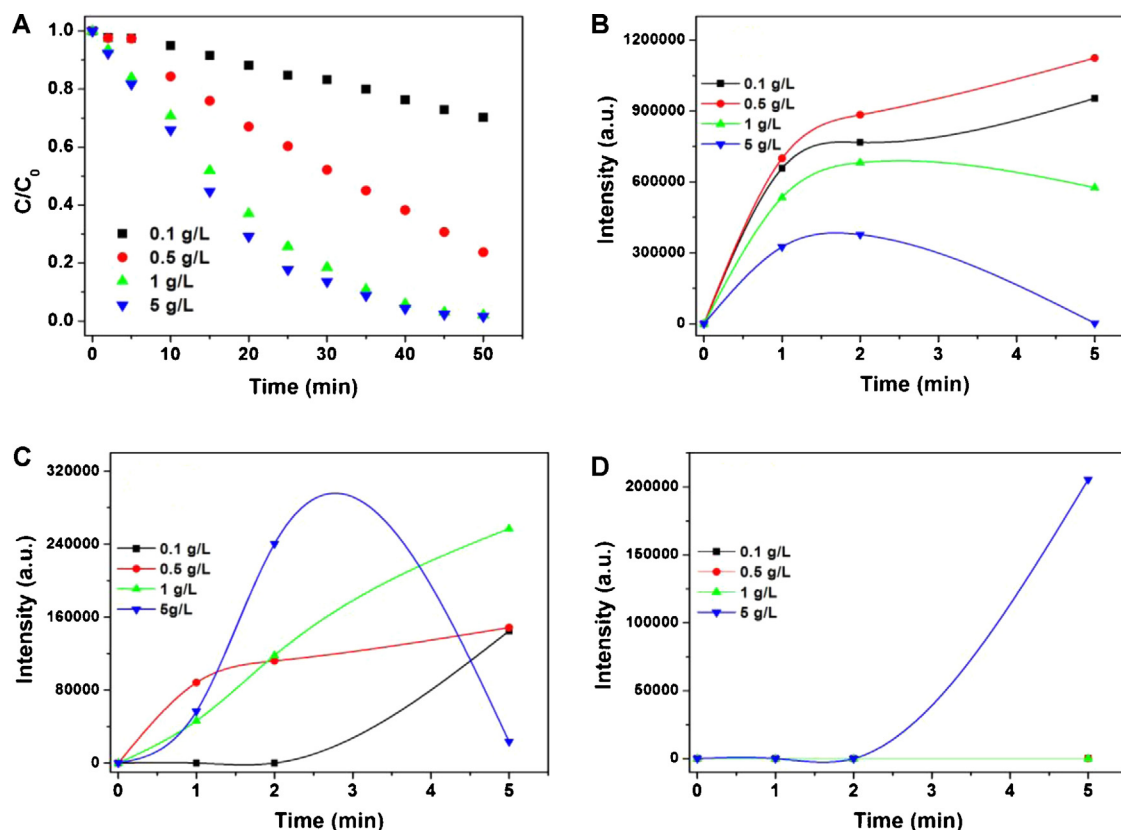 A
1.0
0.8
0.6
0.4
0.2
0.0
C/C0
0.1 g/L
0.5 g/L
1 g/L
5 g/L
0 10 20 30 40 50
Time (min)
B
1200000
900000
600000
300000
0
Intensity (a.u.)
0.1 g/L
0.5 g/L
1 g/L
5 g/L
0 1 2 3 4 5
Time (min)
C
320000
240000
160000
80000
0
Intensity (a.u.)
0.1 g/L
0.5 g/L
1 g/L
5g/L
0 1 2 3 4 5
Time (min)
D
200000
150000
100000
50000
0
Intensity (a.u.)
0.1 g/L
0.5 g/L
1 g/L
5 g/L
0 1 2 3 4 5
Time (min)